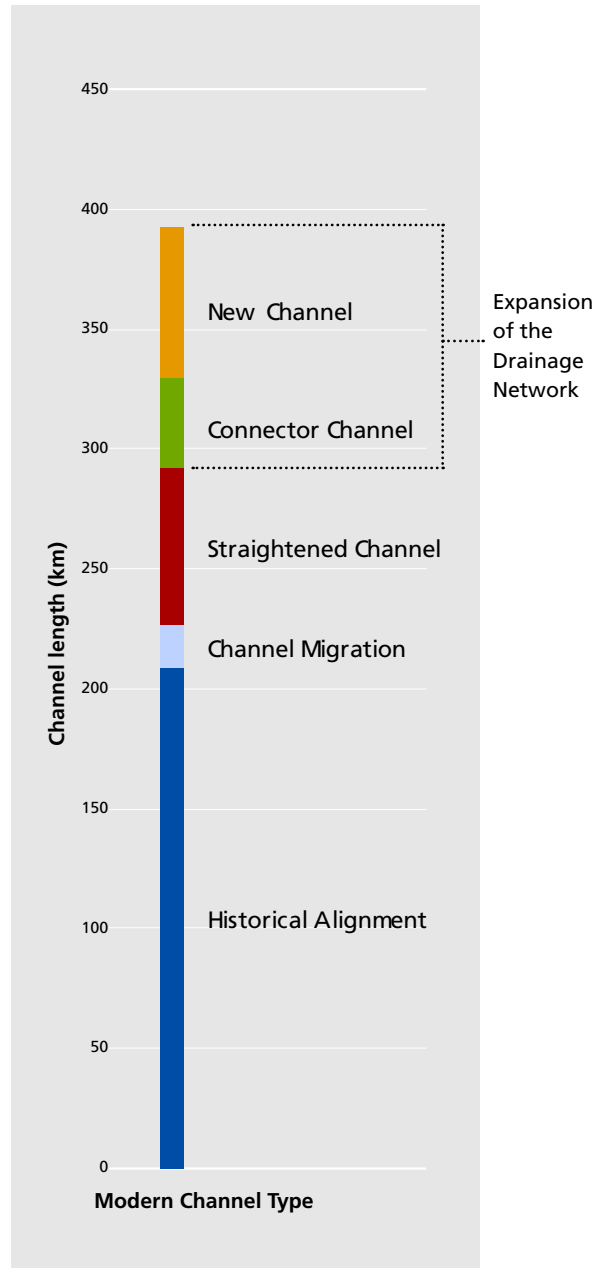 450
400
New Channel
350
Expansion
of the
Drainage
Network
Connector Channel
300
Straightened Channel
250
Channel length (km)
Channel Migration
200
150
Historical Alignment
100
50
0
Modern Channel Type